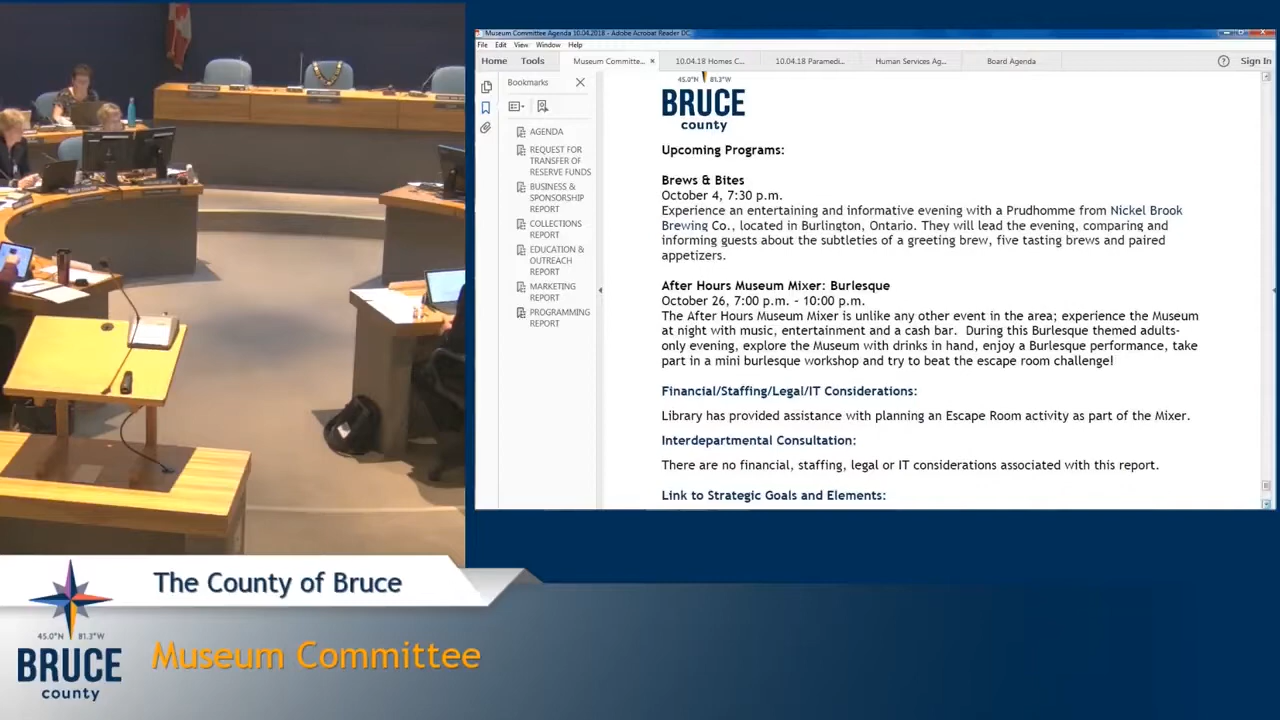 Museum Committee Agenda 10.04.2018 - Adobe Acrobat Reader DC
File Edit View Window Help
Home Tools Museum Committe... × 10.04.18 Homes C... 10.04.18 Paramedi... Human Services Ag... Board Agenda Sign In
Bookmarks
AGENDA
REQUEST FOR
TRANSFER OF
RESERVE FUNDS
BUSINESS &
SPONSORSHIP
REPORT
COLLECTIONS
REPORT
EDUCATION &
OUTREACH
REPORT
MARKETING
REPORT
PROGRAMMING
REPORT
45.0°N 81.3°W
BRUCE
county
Upcoming Programs:
Brews & Bites
October 4, 7:30 p.m.
Experience an entertaining and informative evening with a Prudhomme from Nickel Brook
Brewing Co., located in Burlington, Ontario. They will lead the evening, comparing and
informing guests about the subtleties of a greeting brew, five tasting brews and paired
appetizers.
After Hours Museum Mixer: Burlesque
October 26, 7:00 p.m. – 10:00 p.m.
The After Hours Museum Mixer is unlike any other event in the area; experience the Museum
at night with music, entertainment and a cash bar. During this Burlesque themed adults-
only evening, explore the Museum with drinks in hand, enjoy a Burlesque performance, take
part in a mini burlesque workshop and try to beat the escape room challenge!
Financial/Staffing/Legal/IT Considerations:
Library has provided assistance with planning an Escape Room activity as part of the Mixer.
Interdepartmental Consultation:
There are no financial, staffing, legal or IT considerations associated with this report.
Link to Strategic Goals and Elements:
The County of Bruce
Museum Committee
45.0°N 81.3°W
BRUCE
county